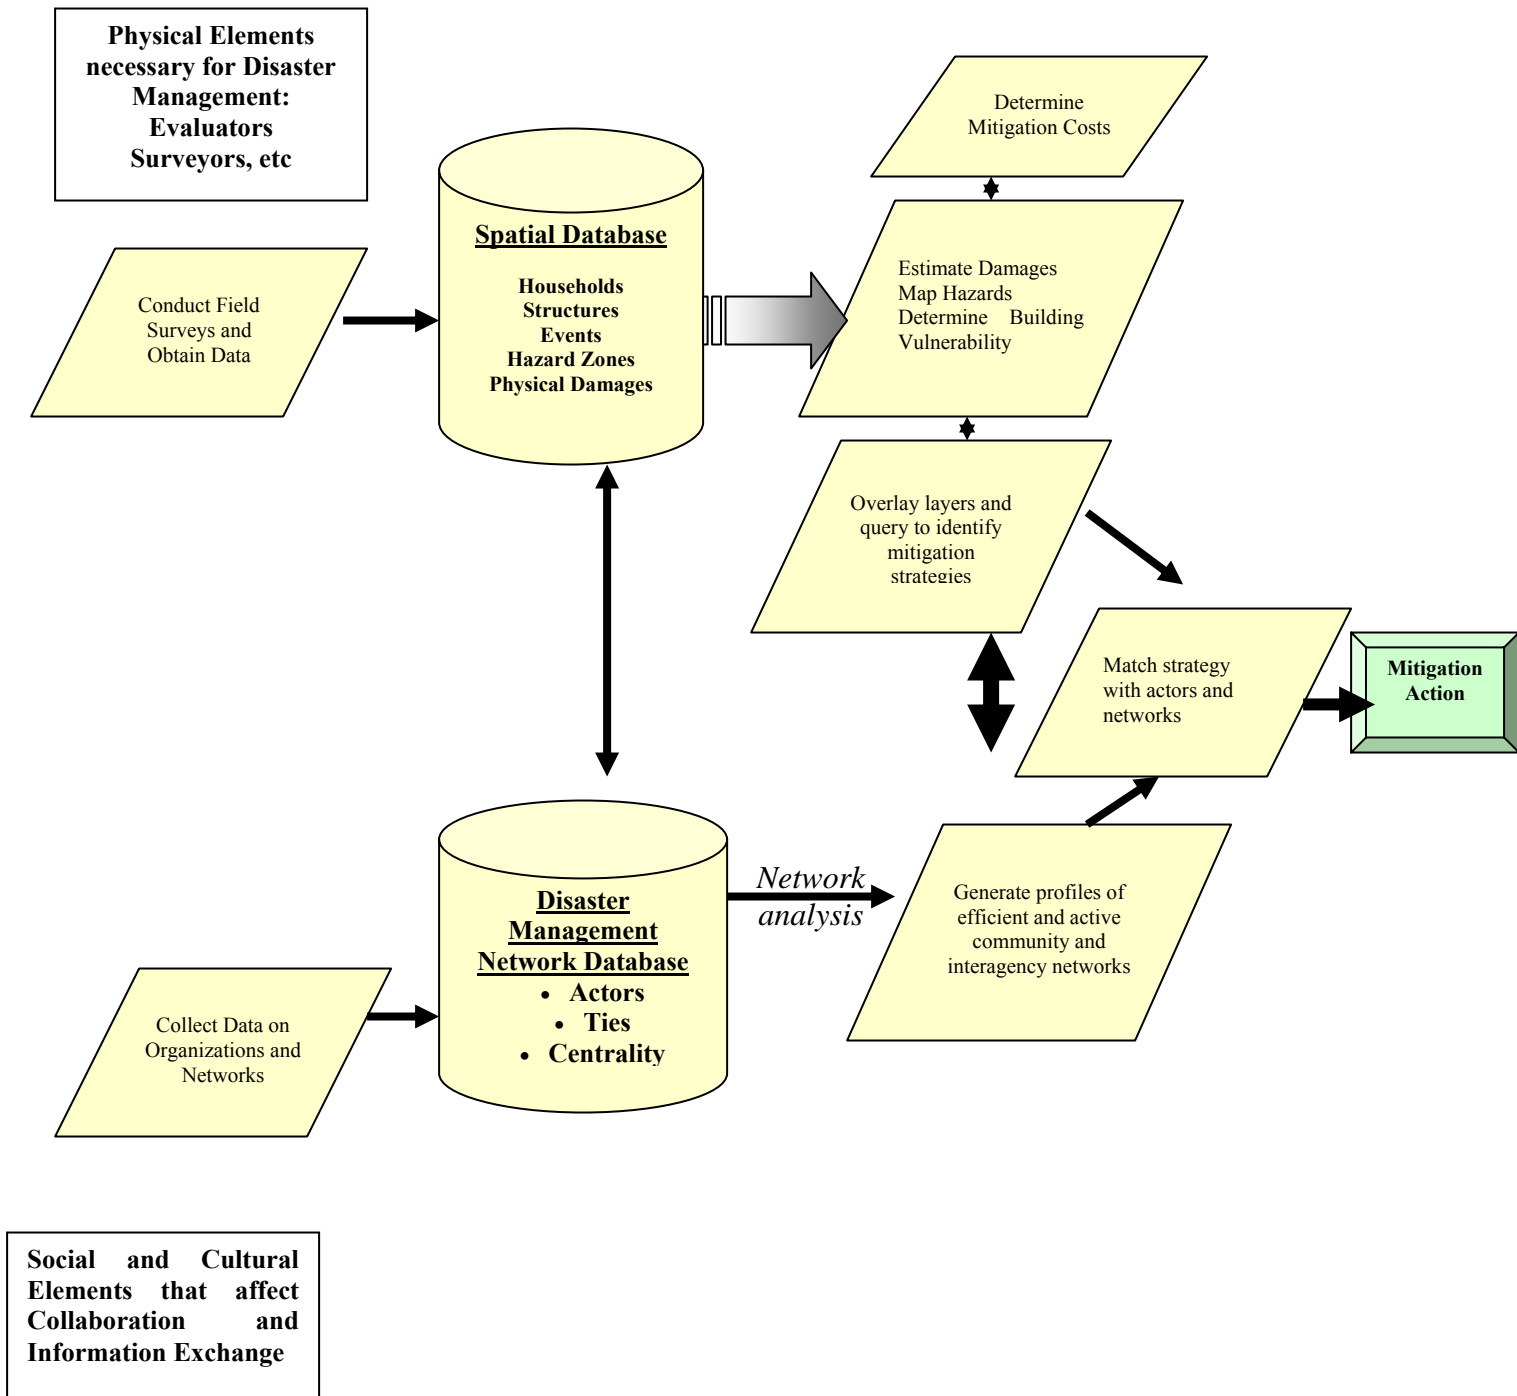 Physical Elements
necessary for Disaster
Management:
Evaluators
Surveyors, etc
Determine
Mitigation Costs
Spatial Database
Households
Structures
Events
Hazard Zones
Physical Damages
Conduct Field
Surveys and
Obtain Data
Estimate Damages
Map Hazards
Determine Building
Vulnerability
Overlay layers and
query to identify
mitigation
strategies
Match strategy
with actors and
networks
Mitigation
Action
Disaster
Management
Network Database
• Actors
• Ties
• Centrality
Network
analysis
Generate profiles of
efficient and active
community and
interagency networks
Collect Data on
Organizations and
Networks
Social and Cultural
Elements that affect
Collaboration and
Information Exchange